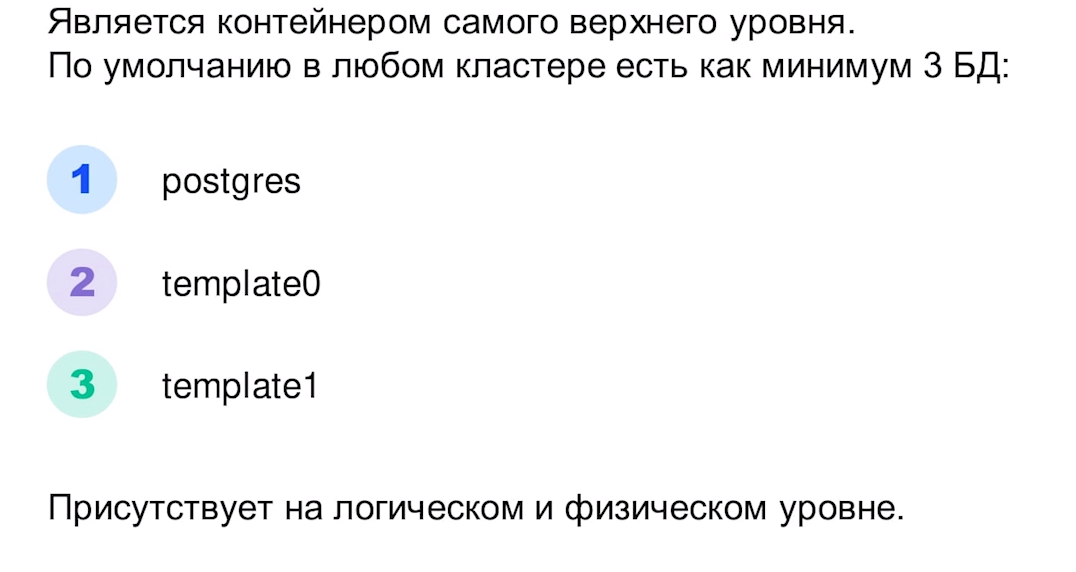 Является контейнером самого верхнего уровня.
По умолчанию в любом кластере есть как минимум 3 БД:
1 postgres
2 template0
3 template1
Присутствует на логическом и физическом уровне.